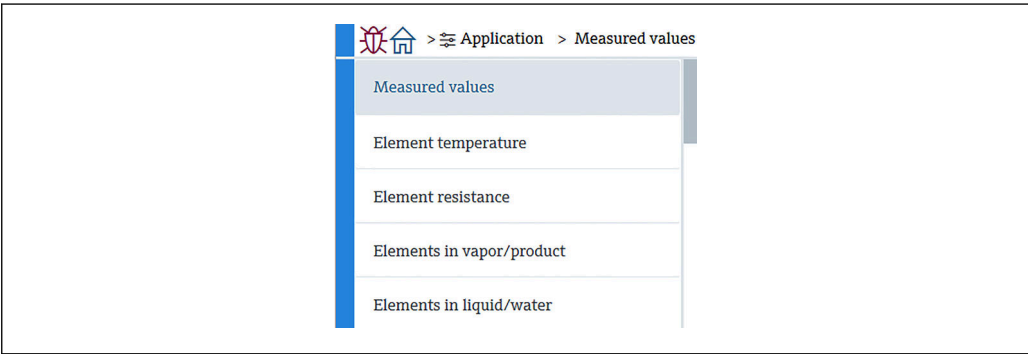 > Application > Measured values
Measured values
Element temperature
Element resistance
Elements in vapor/product
Elements in liquid/water